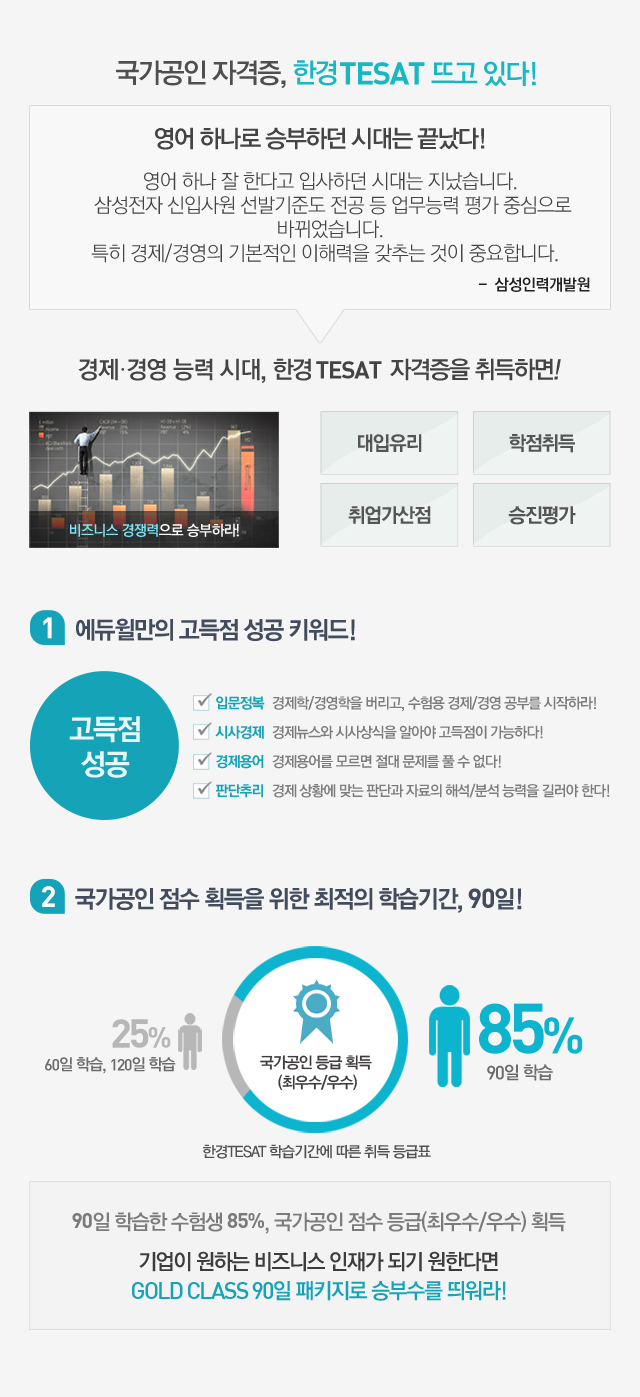 국가공인 자격증, 한경TESAT 뜨고 있다!
영어 하나로 승부하던 시대는 끝났다!
영어 하나 잘 한다고 입사하던 시대는 지났습니다.
삼성전자 신입사원 선발기준도 전공 등 업무능력 평가 중심으로
바뀌었습니다.
특히 경제/경영의 기본적인 이해력을 갖추는 것이 중요합니다.
- 삼성인력개발원
경제·경영 능력 시대, 한경TESAT 자격증을 취득하면!
비즈니스 경쟁력으로 승부하라!
대입유리
학점취득
취업가산점
승진평가
1 에듀윌만의 고득점 성공 키워드!
고득점
성공
입문정복 경제학/경영학을 버리고, 수험용 경제/경영 공부를 시작하라!
시사경제 경제뉴스와 시사상식을 알아야 고득점이 가능하다!
경제용어 경제용어를 모르면 절대 문제를 풀 수 없다!
판단추리 경제 상황에 맞는 판단과 자료의 해석/분석 능력을 길러야 한다!
2 국가공인 점수 획득을 위한 최적의 학습기간, 90일!
25%
60일 학습, 120일 학습
국가공인 등급 획득
(최우수/우수)
85%
90일 학습
한경TESAT 학습기간에 따른 취득 등급표
90일 학습한 수험생 85%, 국가공인 점수 등급(최우수/우수) 획득
기업이 원하는 비즈니스 인재가 되기 원한다면
GOLD CLASS 90일 패키지로 승부수를 띄워라!